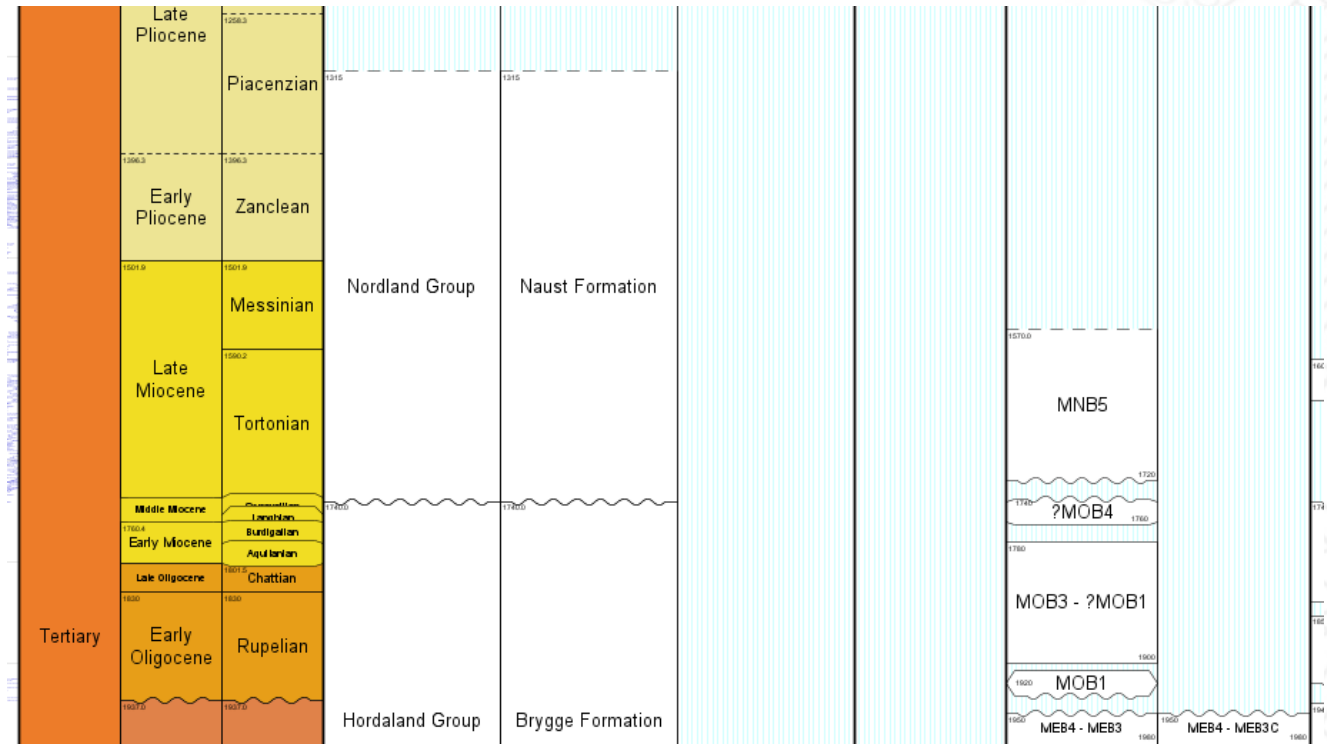 Late
Pliocene
1258.3
Piacenzian
1315
1315
1396.3
1396.3
Early
Pliocene
Zanclean
1501.9
1501.9
Messinian
Nordland Group
Naust Formation
1570.0
1590.2
Late
Miocene
Tortonian
MNB5
1720
Middle Miocene
Langhian
1740.0
1740.0
1740
?MOB4
1760
1760.4
Early Miocene
Burdigalian
Aquitanian
1780
Late Oligocene
1801.5
Chattian
1830
1830
MOB3 - ?MOB1
Tertiary
Early
Oligocene
Rupelian
1900
1920
MOB1
1937.0
1937.0
Hordaland Group
Brygge Formation
1950
MEB4 - MEB3
1980
1950
MEB4 - MEB3C
1980